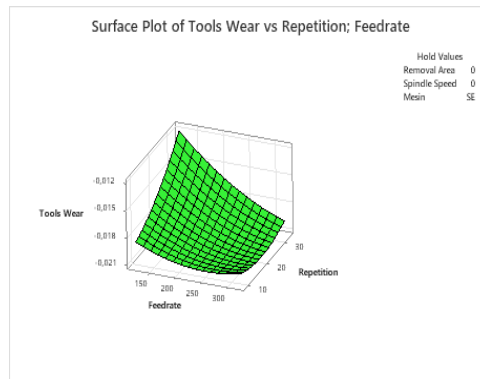 Surface Plot of Tools Wear vs Repetition; Feedrate
Hold Values
Removal Area 0
Spindle Speed 0
Mesin SE
-0,012
-0,015
-0,018
-0,021
Tools Wear
150
200
250
300
Feedrate
10
20
30
Repetition